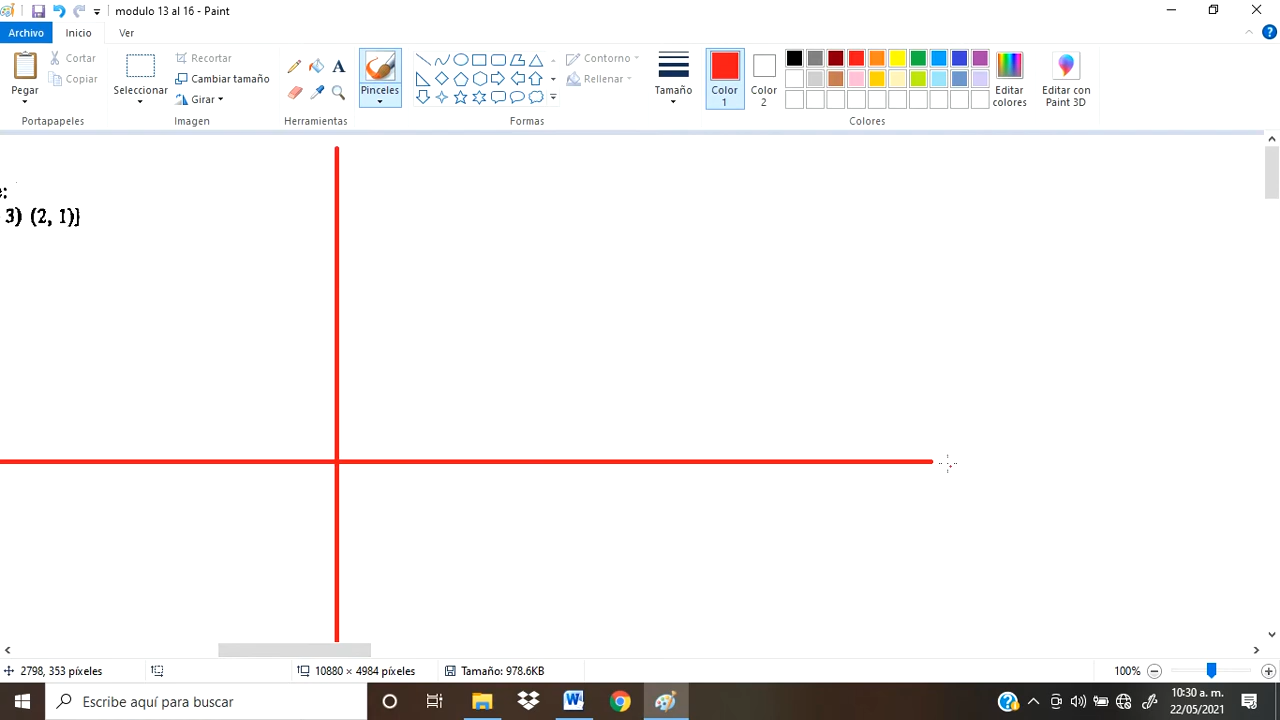 modulo 13 al 16 - Paint
Archivo Inicio Ver
Pegar
Cortar
Copiar
Portapapeles
Seleccionar
Recortar
Cambiar tamaño
Girar
Imagen
A
Herramientas
Pinceles
Contorno
Rellenar
Formas
Tamaño
Color
1
Color
2
Editar
colores
Editar con
Paint 3D
Colores
e:
3) (2, 1)]
2798, 353 píxeles
10880 × 4984 píxeles
Tamaño: 978.6KB
100%
Escribe aquí para buscar
10:30 a. m.
22/05/2021